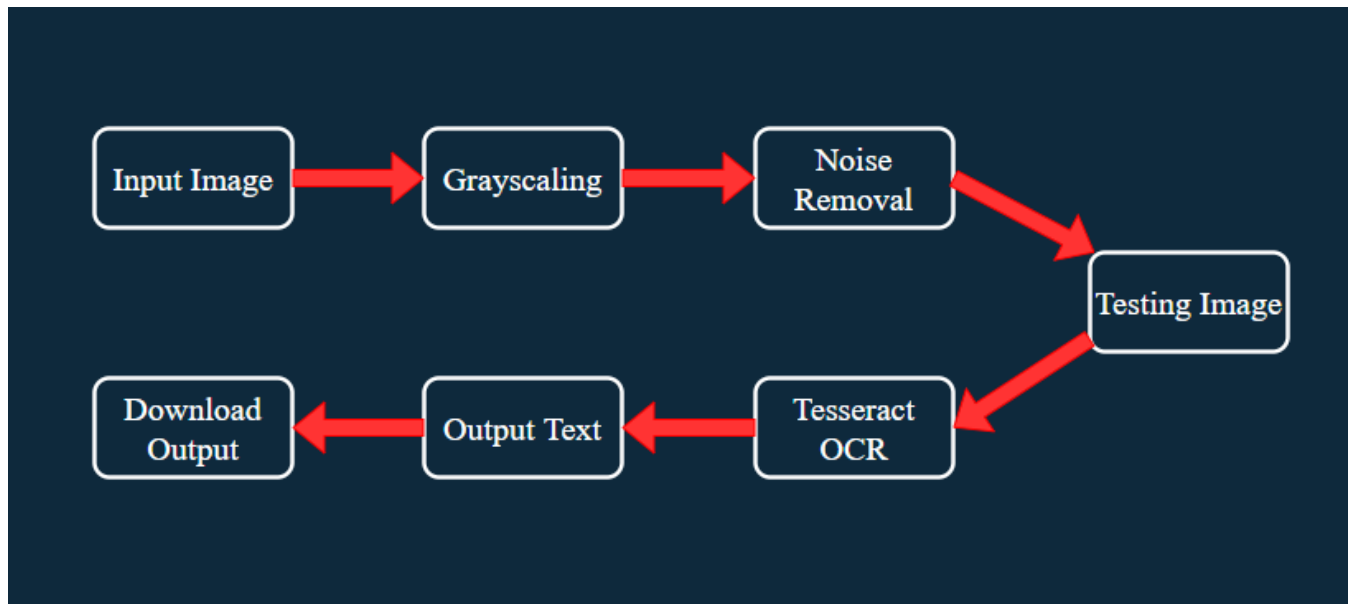 Input Image
Grayscaling
Noise
Removal
Testing Image
Tesseract
OCR
Output Text
Download
Output